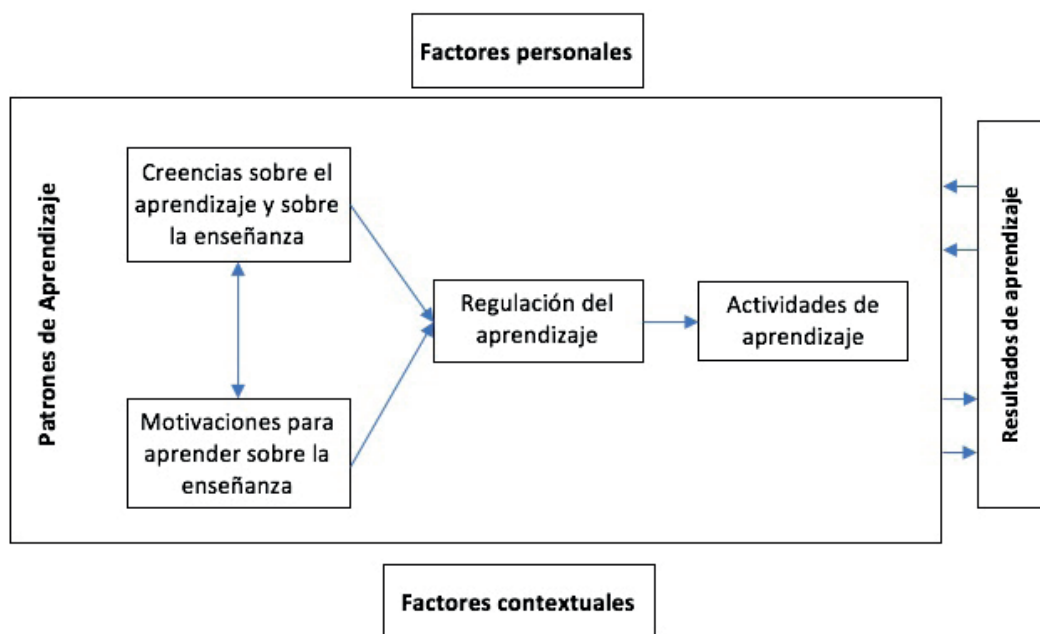 Factores personales
Patrones de Aprendizaje
Creencias sobre el
aprendizaje y sobre
la enseñanza
Motivaciones para
aprender sobre la
enseñanza
Regulación del
aprendizaje
Actividades de
aprendizaje
Resultados de aprendizaje
Factores contextuales